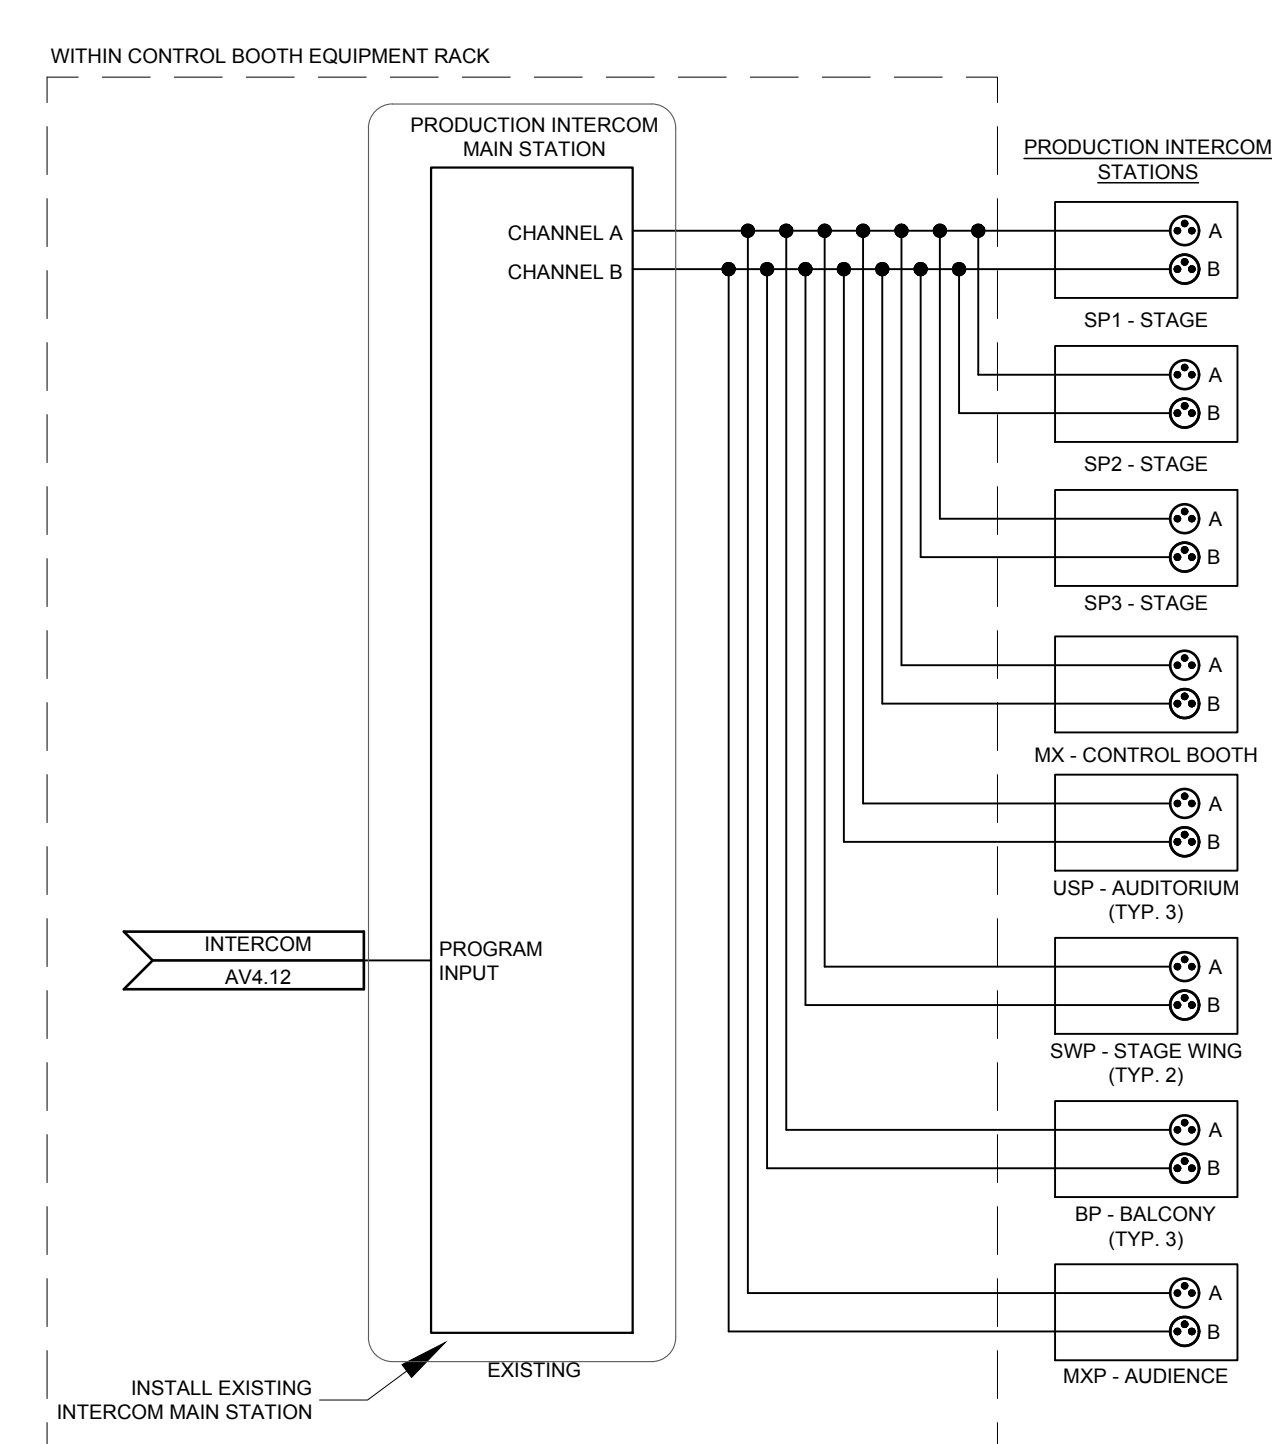 WITHIN CONTROL BOOTH EQUIPMENT RACK
PRODUCTION INTERCOM
MAIN STATION
CHANNEL A
CHANNEL B
PROGRAM
INPUT
INTERCOM
AV4.12
EXISTING
INSTALL EXISTING
INTERCOM MAIN STATION
PRODUCTION INTERCOM
STATIONS
A
B
SP1 - STAGE
A
B
SP2 - STAGE
A
B
SP3 - STAGE
A
B
MX - CONTROL BOOTH
A
B
USP - AUDITORIUM
(TYP. 3)
A
B
SWP - STAGE WING
(TYP. 2)
A
B
BP - BALCONY
(TYP. 3)
A
B
MXP - AUDIENCE